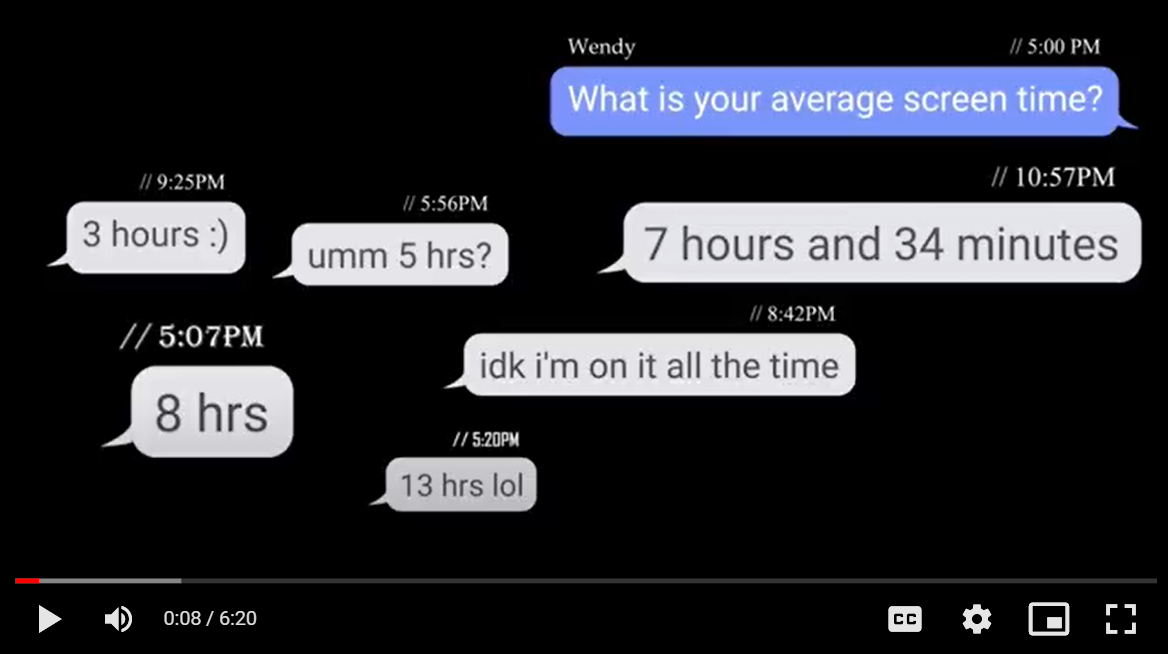 Wendy // 5:00 PM
What is your average screen time?
// 9:25PM
3 hours :)
// 5:56PM
umm 5 hrs?
// 10:57PM
7 hours and 34 minutes
// 5:07PM
8 hrs
// 8:42PM
idk i'm on it all the time
// 5:20PM
13 hrs lol
0:08 / 6:20
CC